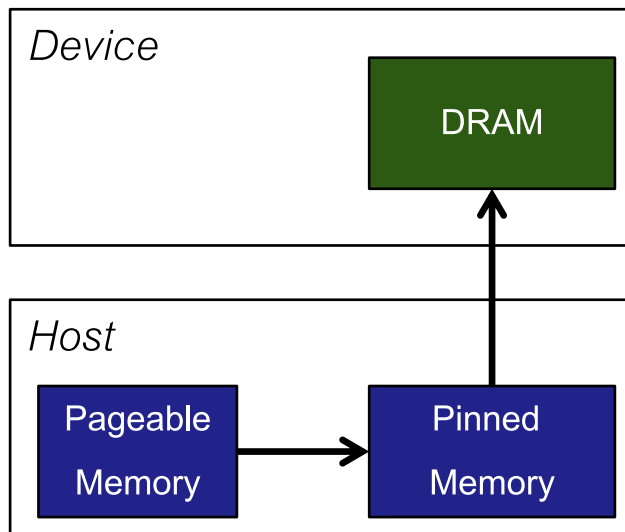 Device
DRAM
Host
Pageable
Memory
Pinned
Memory